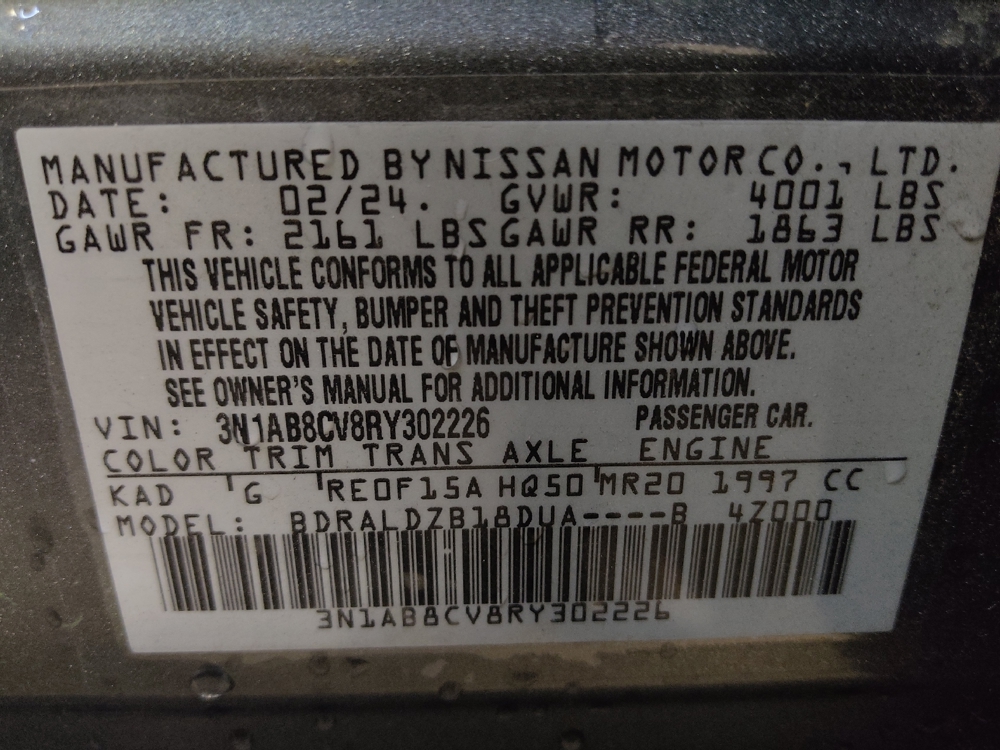 MANUFACTURED BY NISSAN MOTOR CO., LTD.
DATE: 02/24. GVWR: 4001 LBS
GAWR FR: 2161 LBS GAWR RR: 1863 LBS
THIS VEHICLE CONFORMS TO ALL APPLICABLE FEDERAL MOTOR
VEHICLE SAFETY, BUMPER AND THEFT PREVENTION STANDARDS
IN EFFECT ON THE DATE OF MANUFACTURE SHOWN ABOVE.
SEE OWNER'S MANUAL FOR ADDITIONAL INFORMATION.
VIN: 3N1AB8CV8RY302226 PASSENGER CAR.
COLOR TRIM TRANS AXLE ENGINE
KAD G RE0F15A HQ50 MR20 1997 CC
MODEL: BDRALDZB18DUA----B 4Z000
3N1AB8CV8RY302226